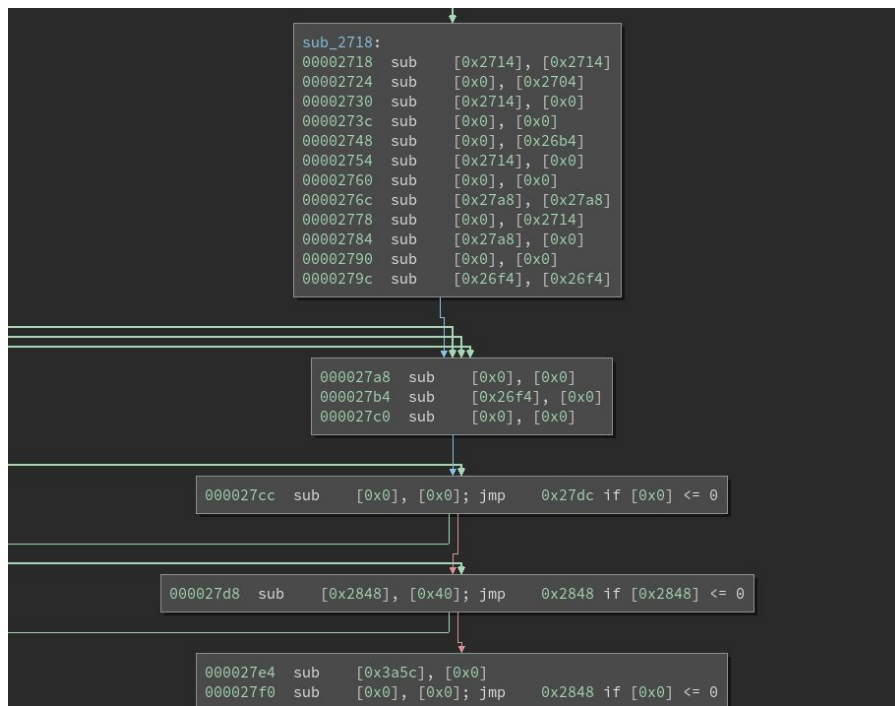 sub_2718:
00002718 sub [0x2714], [0x2714]
00002724 sub [0x0], [0x2704]
00002730 sub [0x2714], [0x0]
0000273c sub [0x0], [0x0]
00002748 sub [0x0], [0x26b4]
00002754 sub [0x2714], [0x0]
00002760 sub [0x0], [0x0]
0000276c sub [0x27a8], [0x27a8]
00002778 sub [0x0], [0x2714]
00002784 sub [0x27a8], [0x0]
00002790 sub [0x0], [0x0]
0000279c sub [0x26f4], [0x26f4]
000027a8 sub [0x0], [0x0]
000027b4 sub [0x26f4], [0x0]
000027c0 sub [0x0], [0x0]
000027cc sub [0x0], [0x0]; jmp 0x27dc if [0x0] <= 0
000027d8 sub [0x2848], [0x40]; jmp 0x2848 if [0x2848] <= 0
000027e4 sub [0x3a5c], [0x0]
000027f0 sub [0x0], [0x0]; jmp 0x2848 if [0x0] <= 0